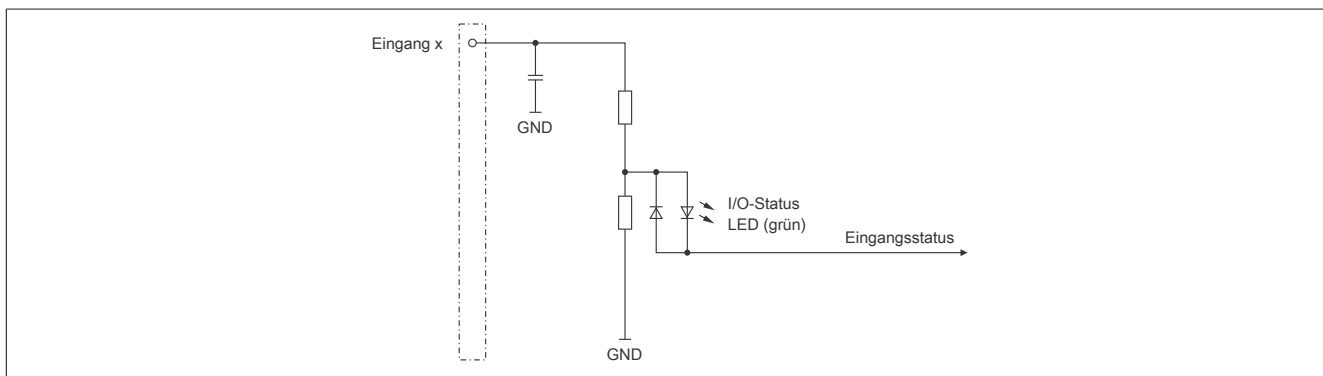 Eingang x
GND
I/O-Status
LED (grün)
Eingangsstatus
GND